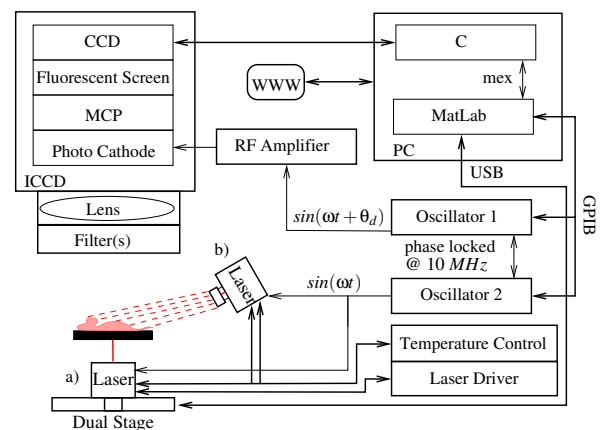 CCD
Fluorescent Screen
MCP
Photo Cathode
ICCD
Lens
Filter(s)
WWW
C
mex
MatLab
PC
USB
GPIB
RF Amplifier
sin(ωt + θd)
Oscillator 1
phase locked
@ 10 MHz
Oscillator 2
sin(ωt)
b)
Laser
a)
Laser
Dual Stage
Temperature Control
Laser Driver